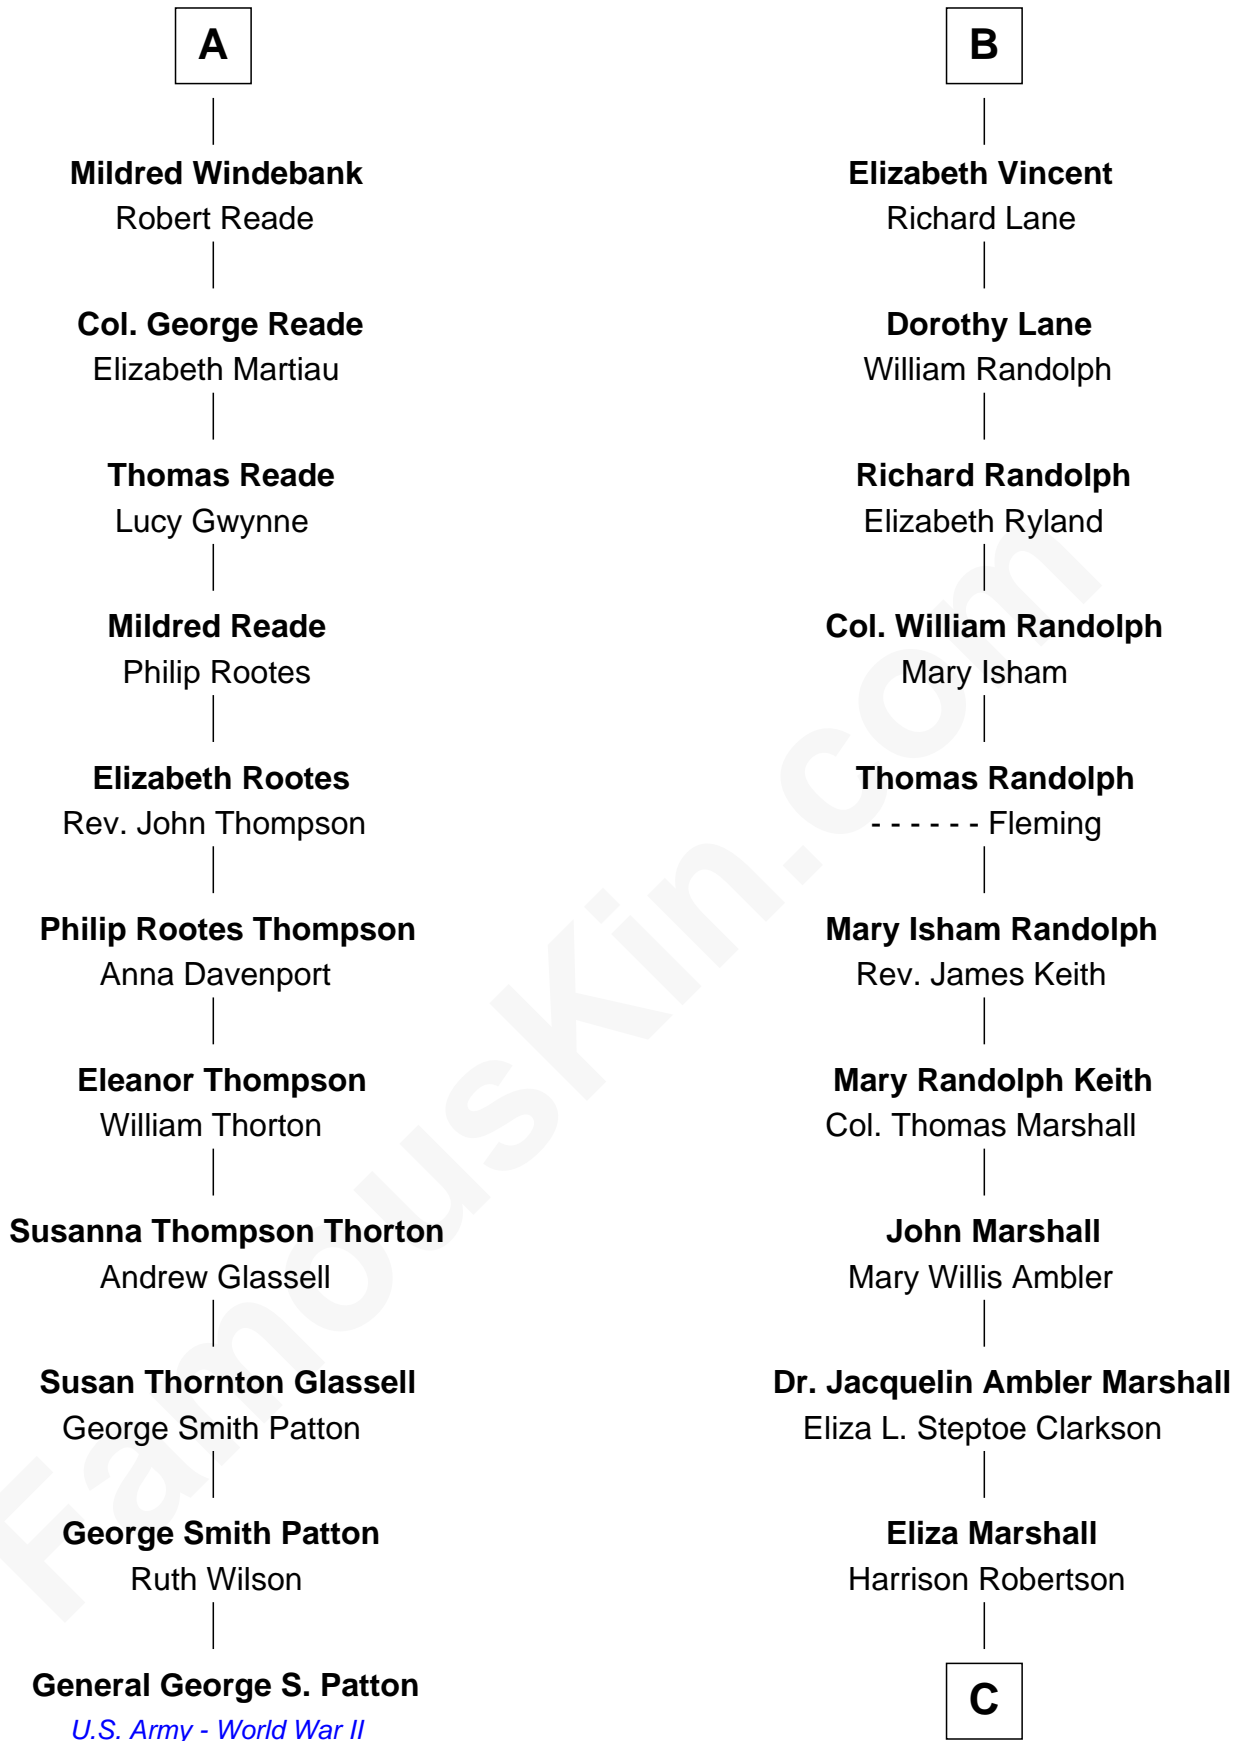 A
Mildred Windebank
Robert Reade
Col. George Reade
Elizabeth Martiau
Thomas Reade
Lucy Gwynne
Mildred Reade
Philip Rootes
Elizabeth Rootes
Rev. John Thompson
Philip Rootes Thompson
Anna Davenport
Eleanor Thompson
William Thorton
Susanna Thompson Thorton
Andrew Glassell
Susan Thornton Glassell
George Smith Patton
George Smith Patton
Ruth Wilson
General George S. Patton
U.S. Army - World War II
B
Elizabeth Vincent
Richard Lane
Dorothy Lane
William Randolph
Richard Randolph
Elizabeth Ryland
Col. William Randolph
Mary Isham
Thomas Randolph
- - - - - - Fleming
Mary Isham Randolph
Rev. James Keith
Mary Randolph Keith
Col. Thomas Marshall
John Marshall
Mary Willis Ambler
Dr. Jacquelin Ambler Marshall
Eliza L. Steptoe Clarkson
Eliza Marshall
Harrison Robertson
C
FamousKin.com